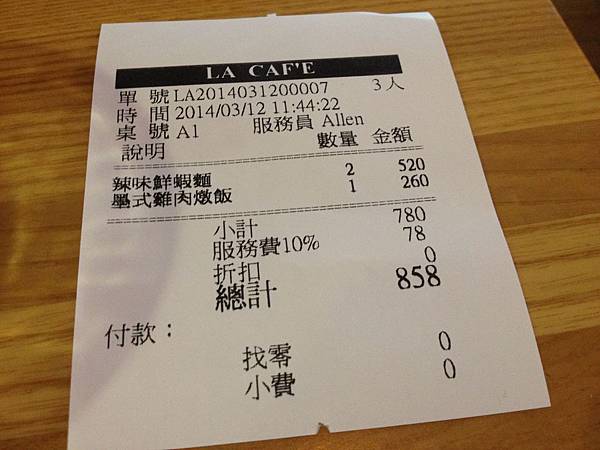 LA CAF'E
單 號 LA2014031200007 3人
時 間 2014/03/12 11:44:22
桌 號 A1 服務員 Allen
說明 數量 金額
辣味鮮蝦麵 2 520
墨式雞肉燉飯 1 260
小計 780
服務費10% 78
折扣 0
總計 858
付款：
找零 0
小費 0